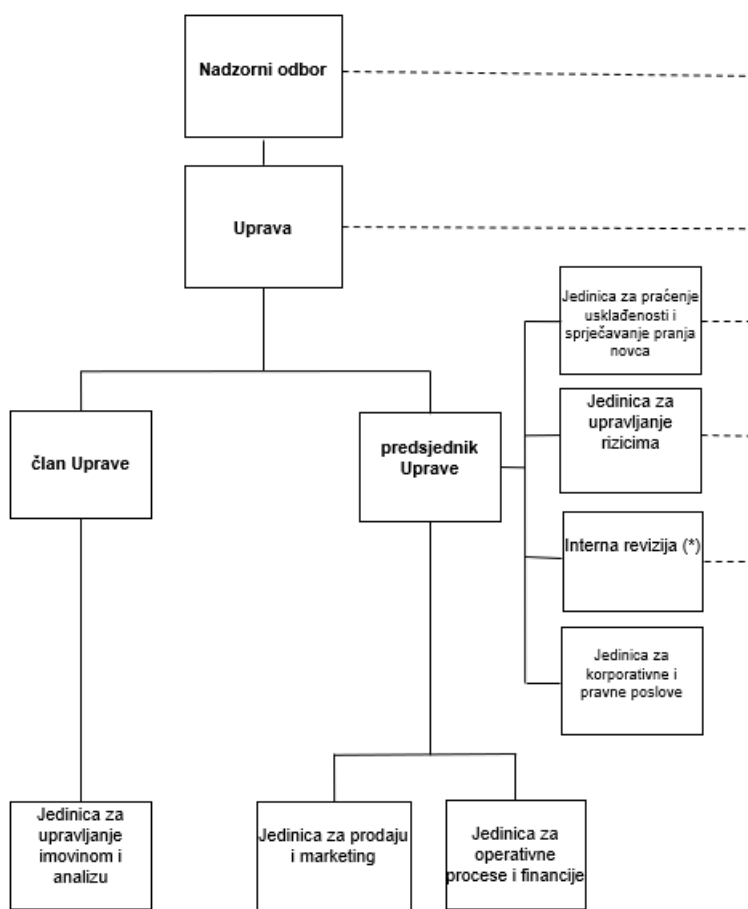 Nadzorni odbor
Uprava
Jedinica za praćenje
usklađenosti i
sprječavanje pranja
novca
Jedinica za
upravljanje
rizicima
član Uprave
predsjednik
Uprave
Interna revizija (*)
Jedinica za
korporativne i
pravne poslove
Jedinica za
upravljanje
imovinom i
analizu
Jedinica za prodaju
i marketing
Jedinica za
operativne
procese i financije